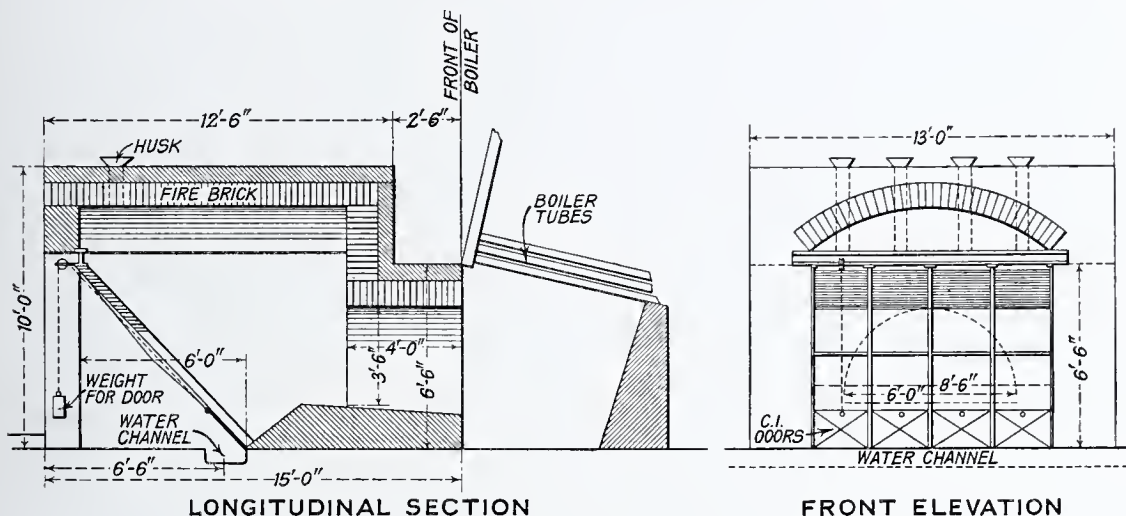 FRONT OF
BOILER
12'-6"
2'-6"
13'-0"
HUSK
FIRE BRICK
BOILER
TUBES
10'-0"
6'-0"
4'-0"
3'-6"
6'-6"
6'-6"
WEIGHT
FOR DOOR
8'-6"
6'-0"
WATER
CHANNEL
C.I.
DOORS
6'-6"
15'-0"
WATER CHANNEL
LONGITUDINAL SECTION
FRONT ELEVATION